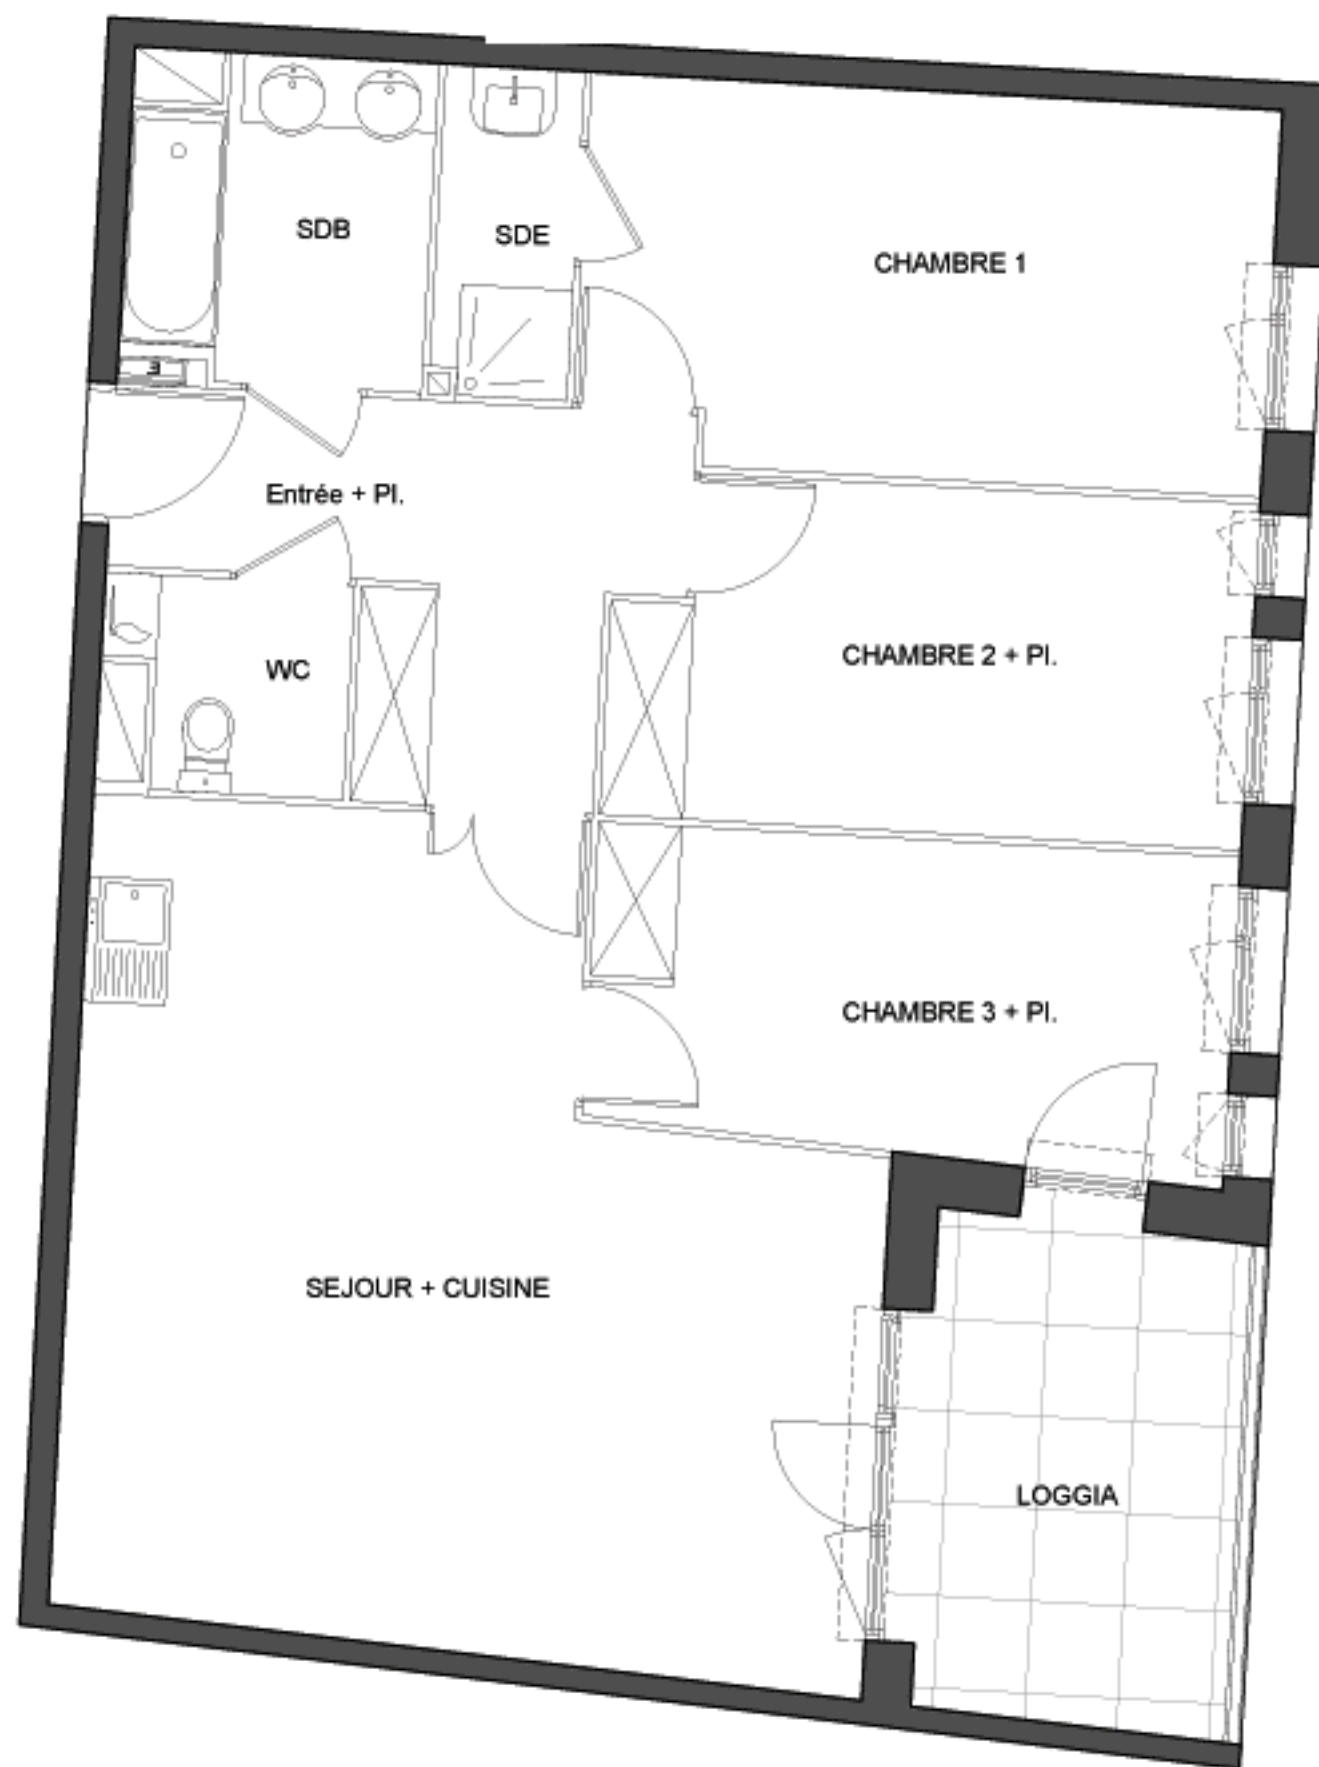 SDB
SDE
CHAMBRE 1
Entrée + Pl.
WC
CHAMBRE 2 + Pl.
CHAMBRE 3 + Pl.
SEJOUR + CUISINE
LOGGIA